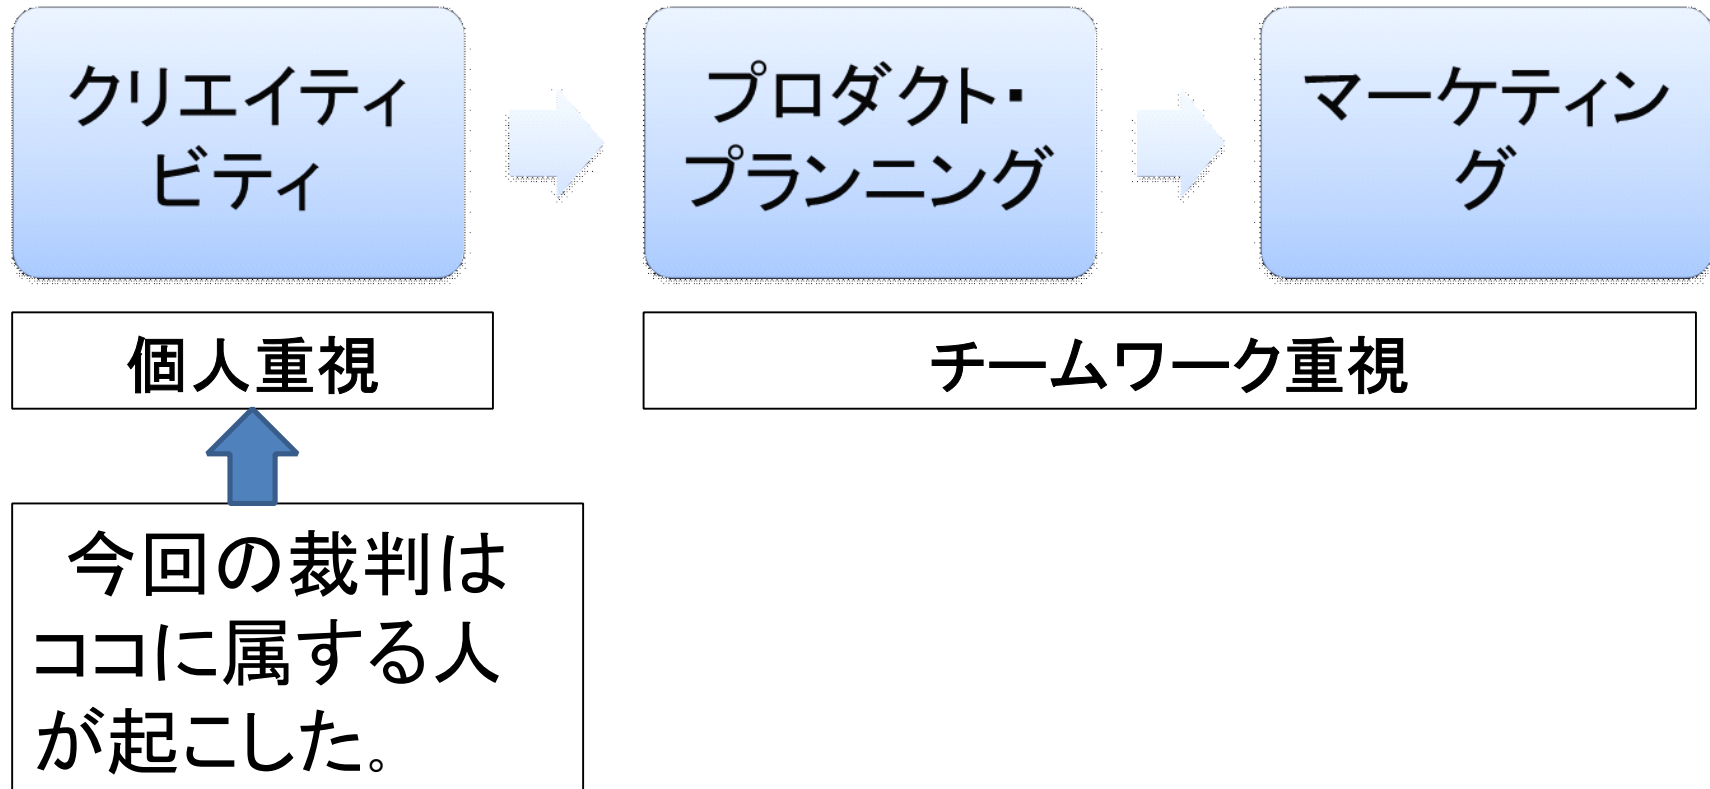 クリエイティ
ビティ
プロダクト・
プランニング
マーケティン
グ
個人重視
チームワーク重視
今回の裁判は
ココに属する人
が起こした。